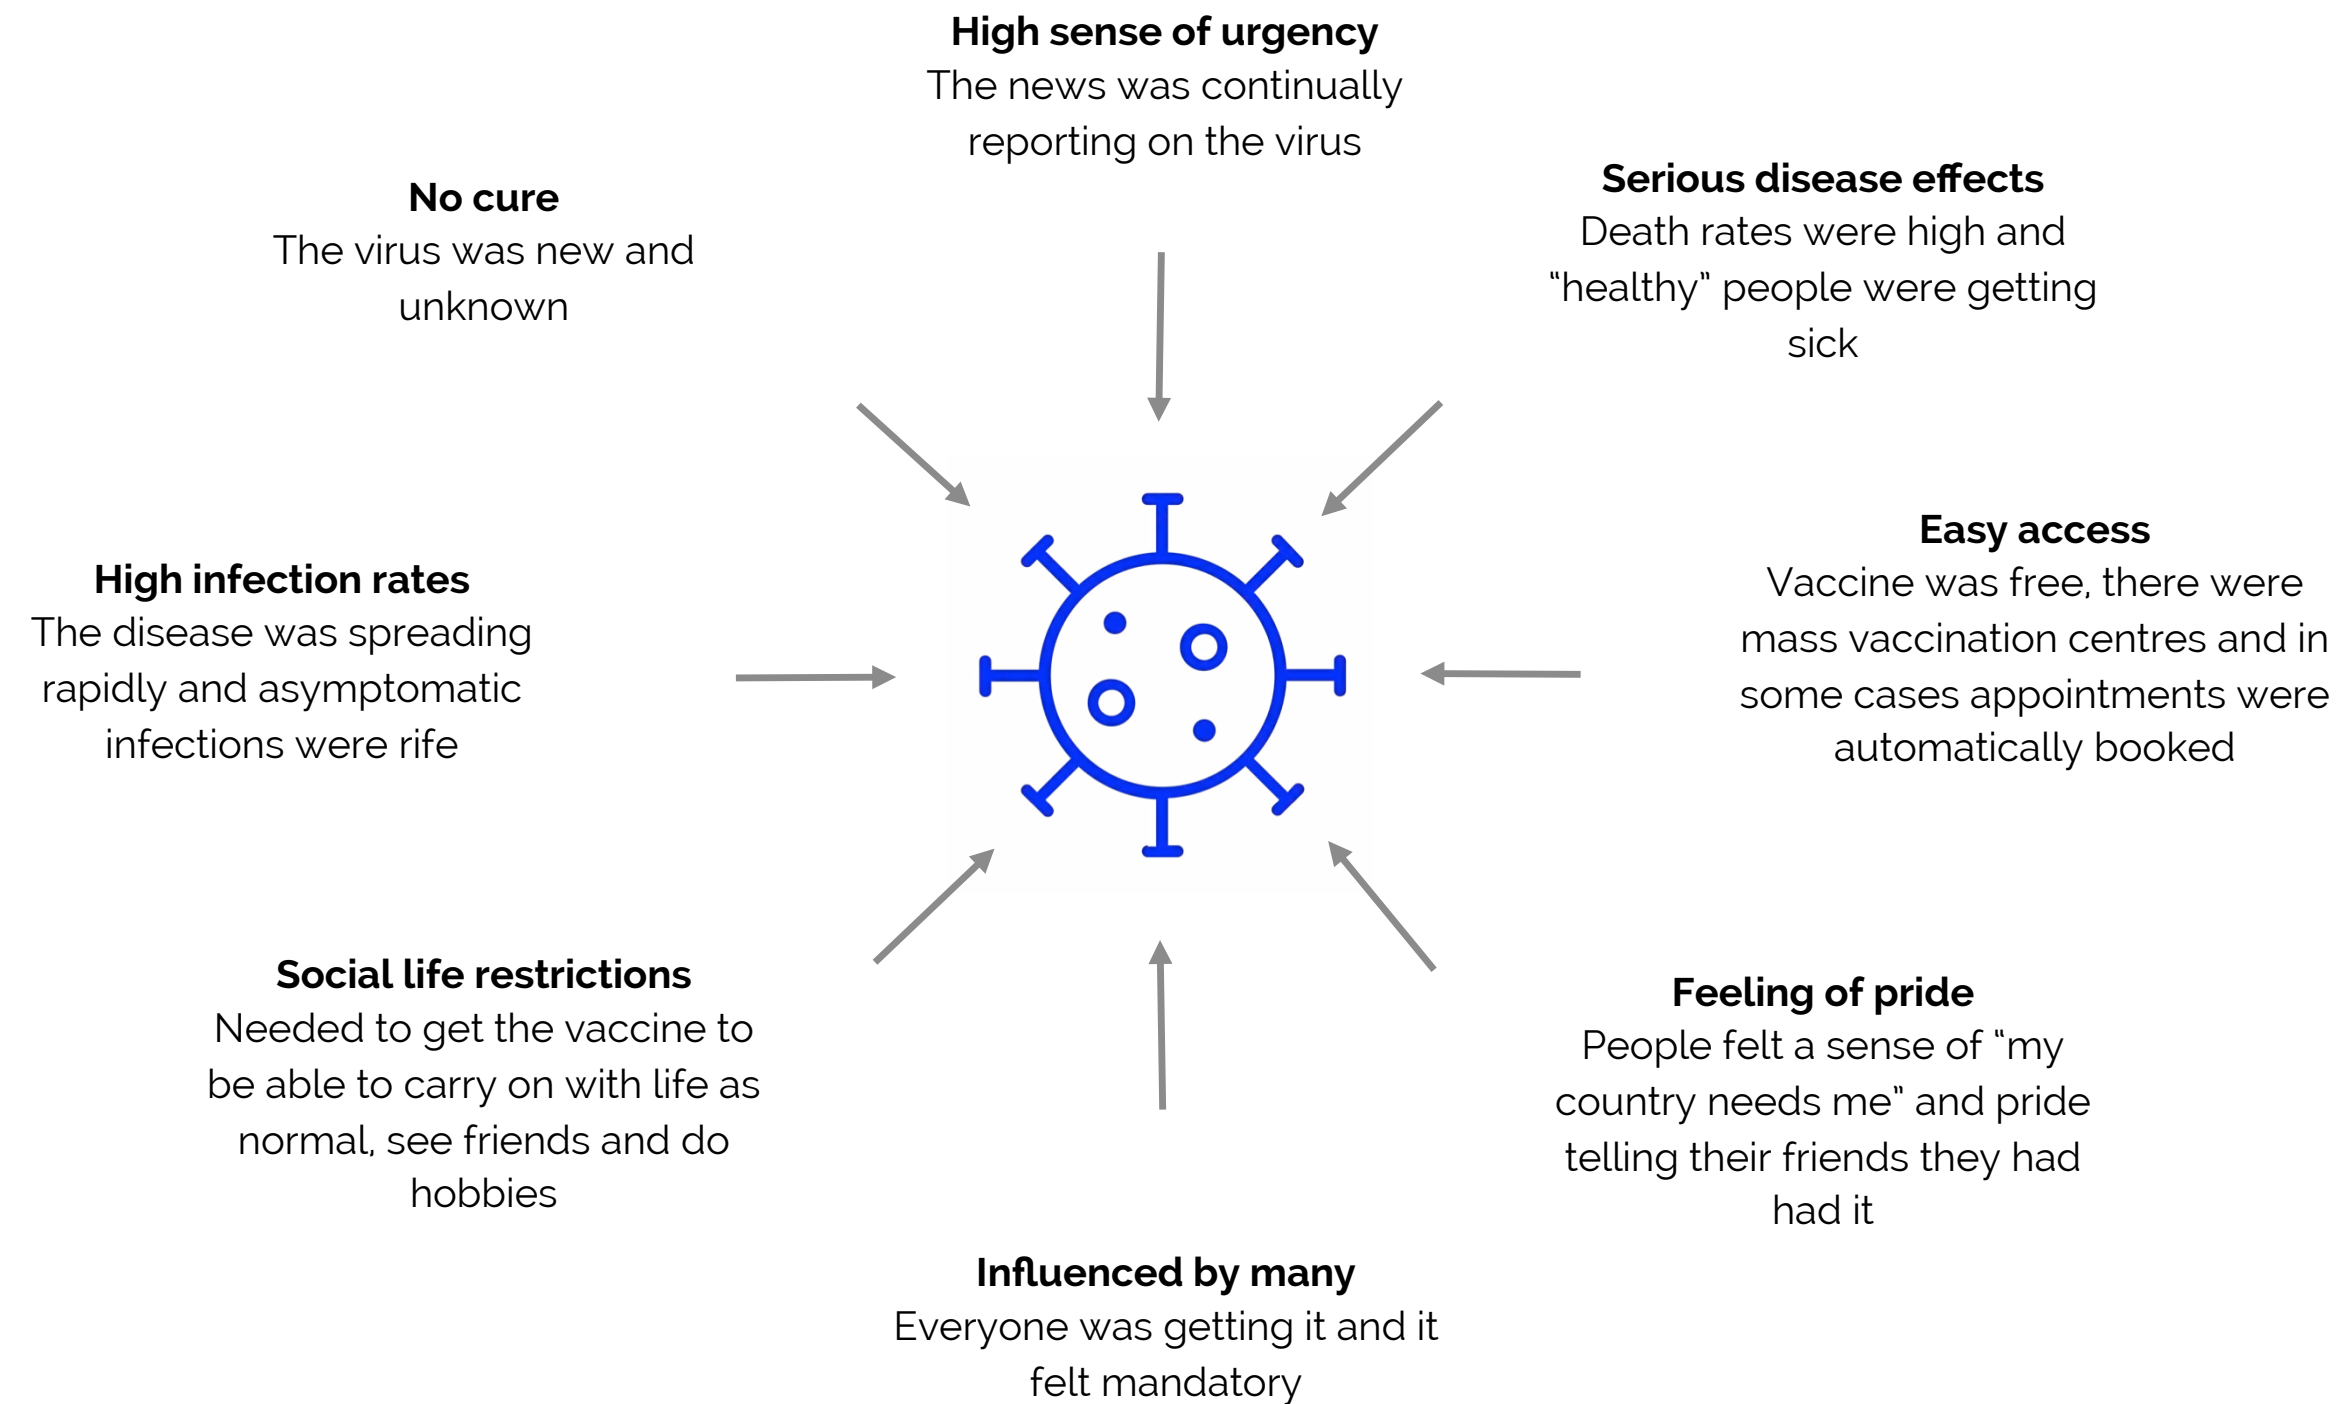 High sense of urgency
The news was continually
reporting on the virus
Serious disease effects
Death rates were high and
“healthy” people were getting
sick
No cure
The virus was new and
unknown
Easy access
Vaccine was free, there were
mass vaccination centres and in
some cases appointments were
automatically booked
High infection rates
The disease was spreading
rapidly and asymptomatic
infections were rife
Social life restrictions
Needed to get the vaccine to
be able to carry on with life as
normal, see friends and do
hobbies
Feeling of pride
People felt a sense of “my
country needs me” and pride
telling their friends they had
had it
Influenced by many
Everyone was getting it and it
felt mandatory